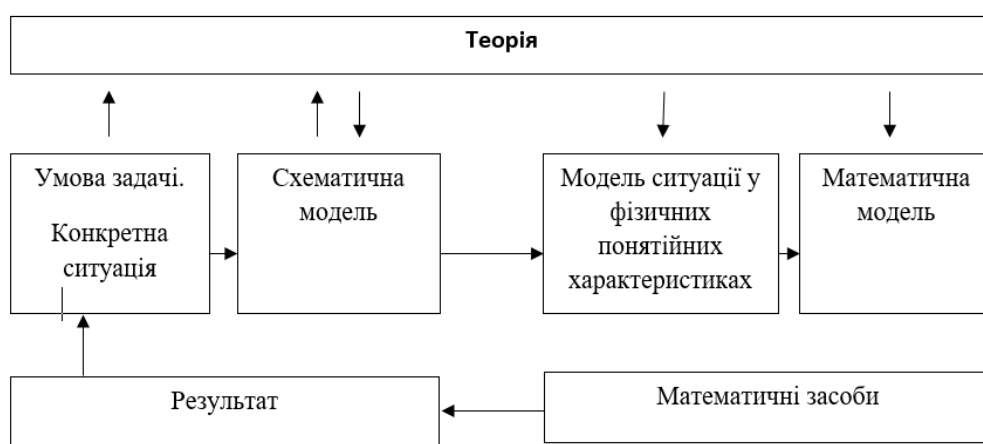 Теорія
Умова задачі.
Конкретна
ситуація
Схематична
модель
Модель ситуації у
фізичних
понятійних
характеристиках
Математична
модель
Результат
Математичні засоби